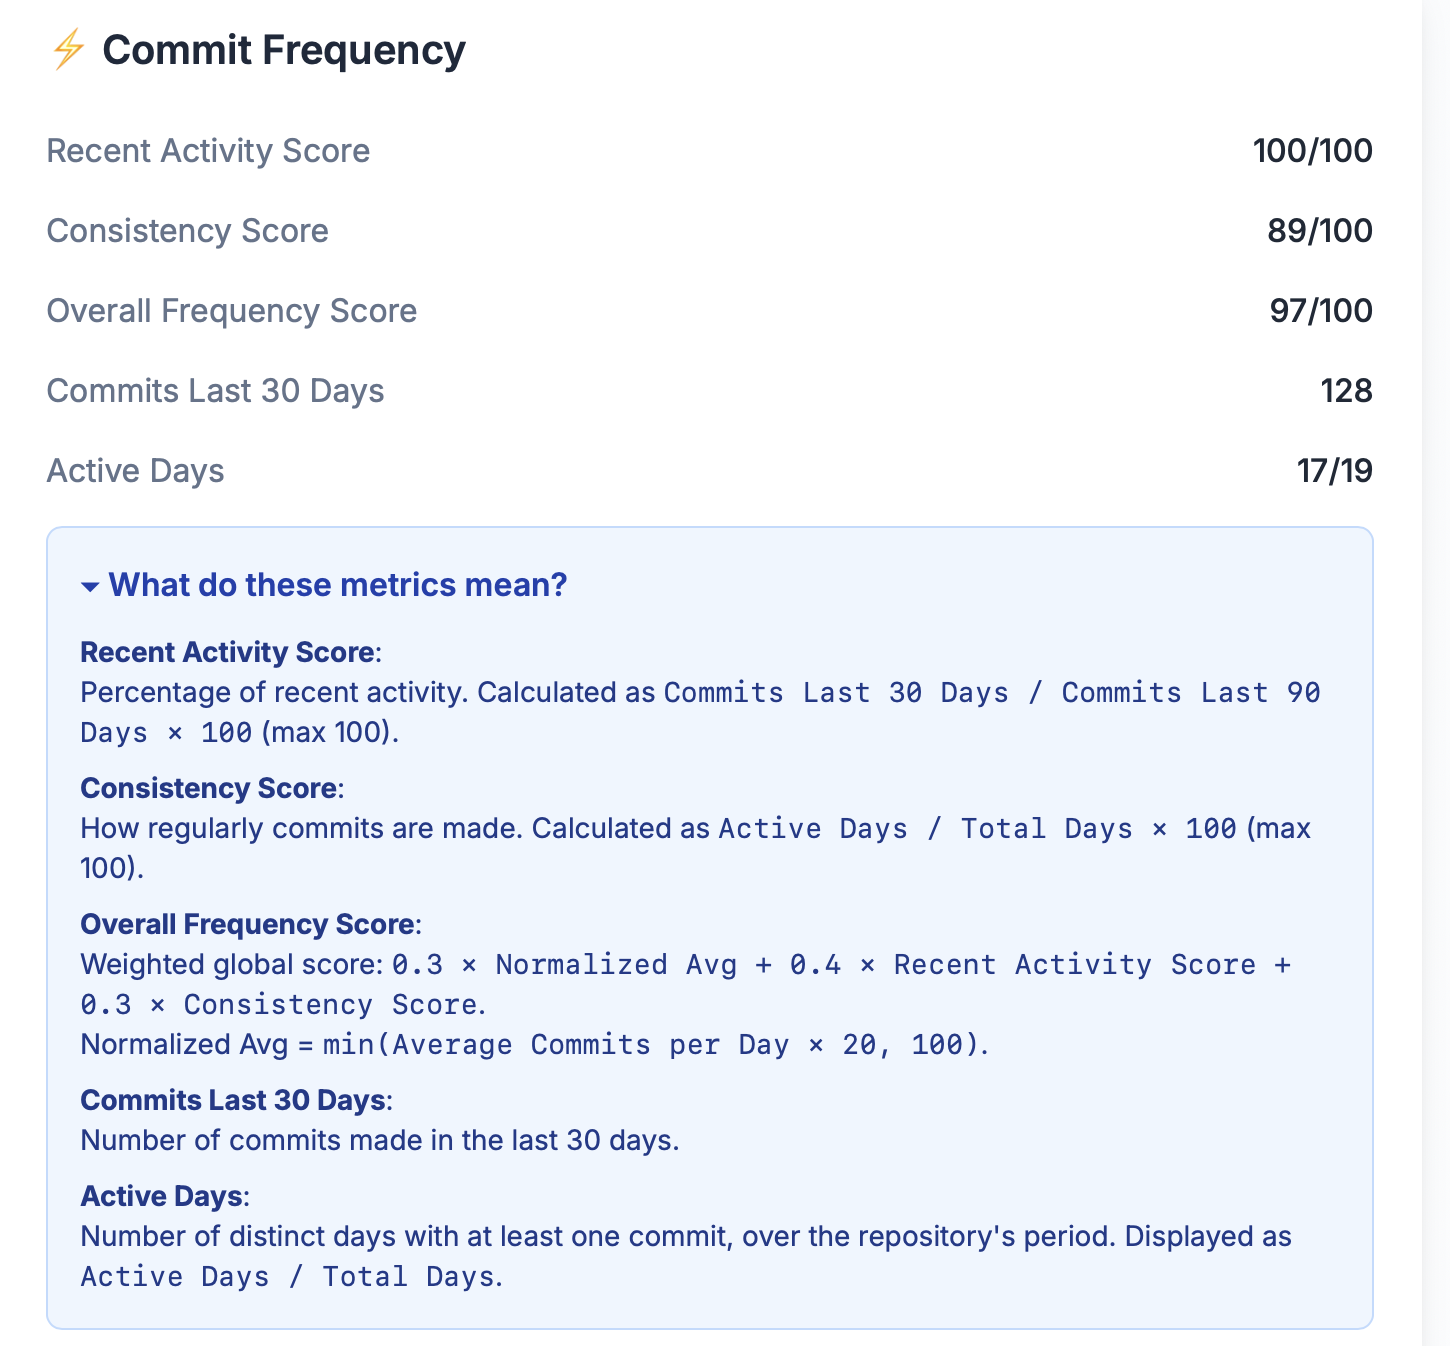 ⚡ Commit Frequency
Recent Activity Score 100/100
Consistency Score 89/100
Overall Frequency Score 97/100
Commits Last 30 Days 128
Active Days 17/19
What do these metrics mean?
Recent Activity Score:
Percentage of recent activity. Calculated as Commits Last 30 Days / Commits Last 90
Days × 100 (max 100).
Consistency Score:
How regularly commits are made. Calculated as Active Days / Total Days × 100 (max
100).
Overall Frequency Score:
Weighted global score: 0.3 × Normalized Avg + 0.4 × Recent Activity Score +
0.3 × Consistency Score.
Normalized Avg = min(Average Commits per Day × 20, 100).
Commits Last 30 Days:
Number of commits made in the last 30 days.
Active Days:
Number of distinct days with at least one commit, over the repository's period. Displayed as
Active Days / Total Days.